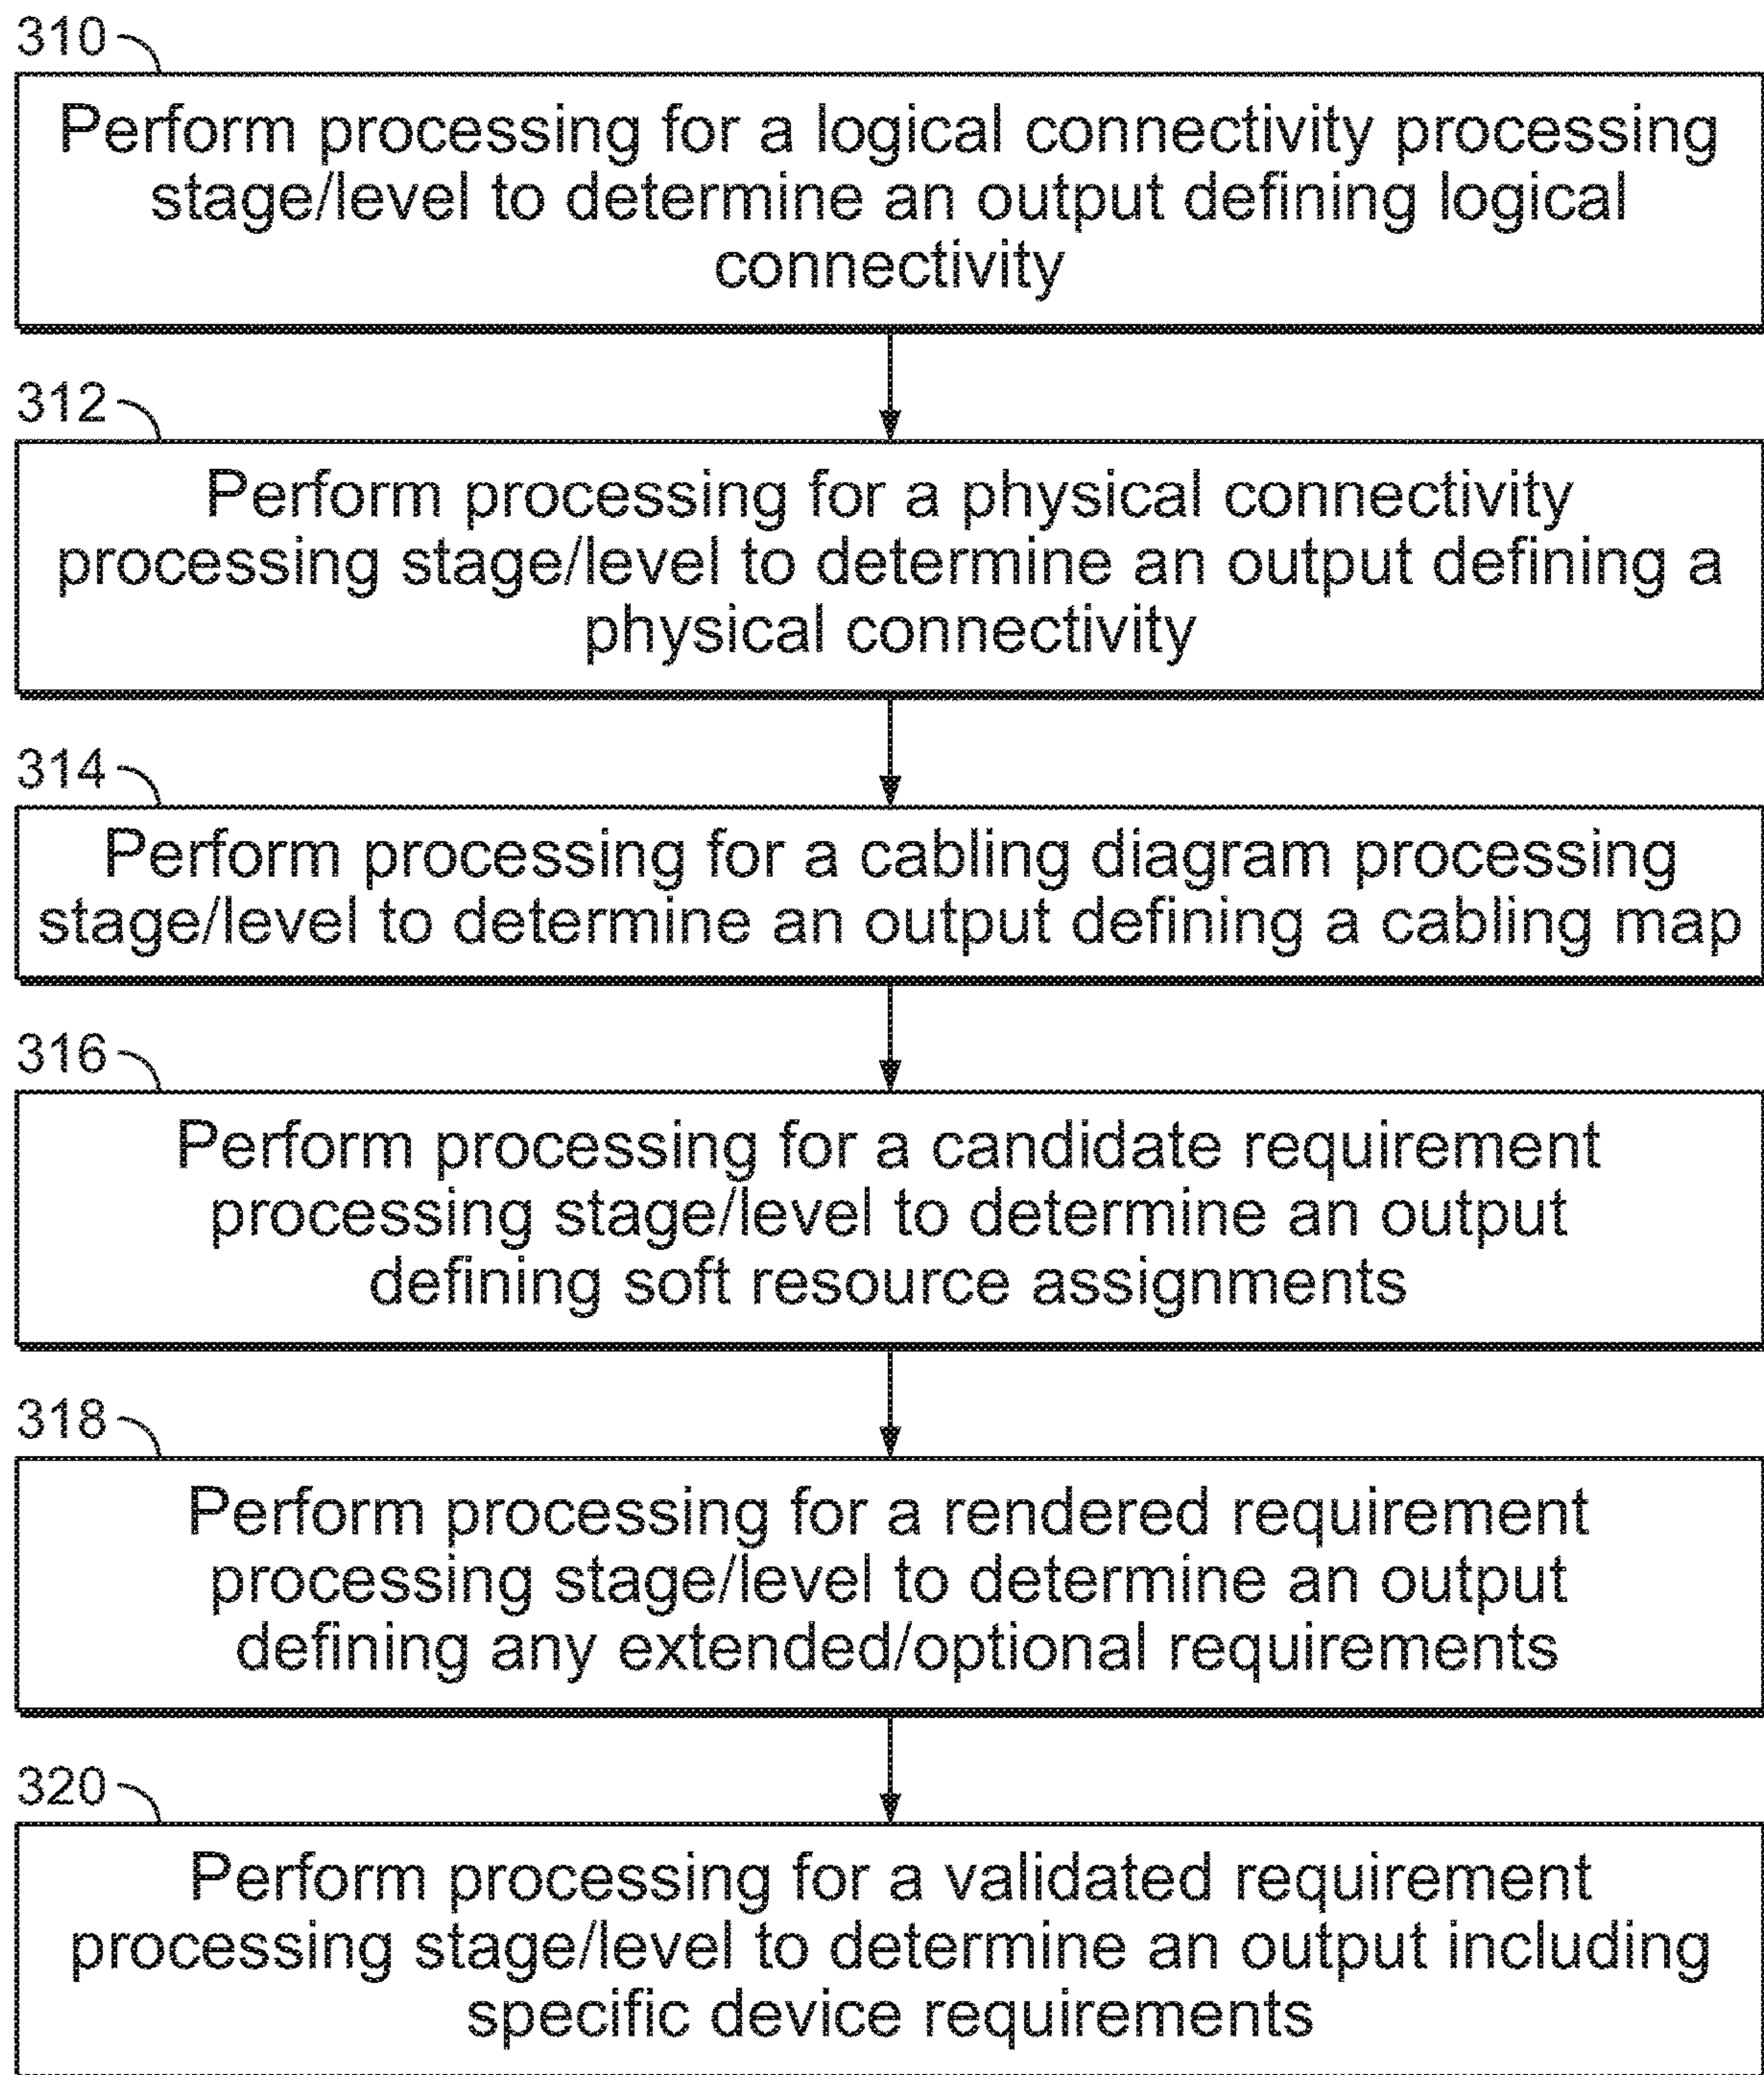 310
Perform processing for a logical connectivity processing
stage/level to determine an output defining logical
connectivity
312
Perform processing for a physical connectivity
processing stage/level to determine an output defining a
physical connectivity
314
Perform processing for a cabling diagram processing
stage/level to determine an output defining a cabling map
316
Perform processing for a candidate requirement
processing stage/level to determine an output
defining soft resource assignments
318
Perform processing for a rendered requirement
processing stage/level to determine an output
defining any extended/optional requirements
320
Perform processing for a validated requirement
processing stage/level to determine an output including
specific device requirements